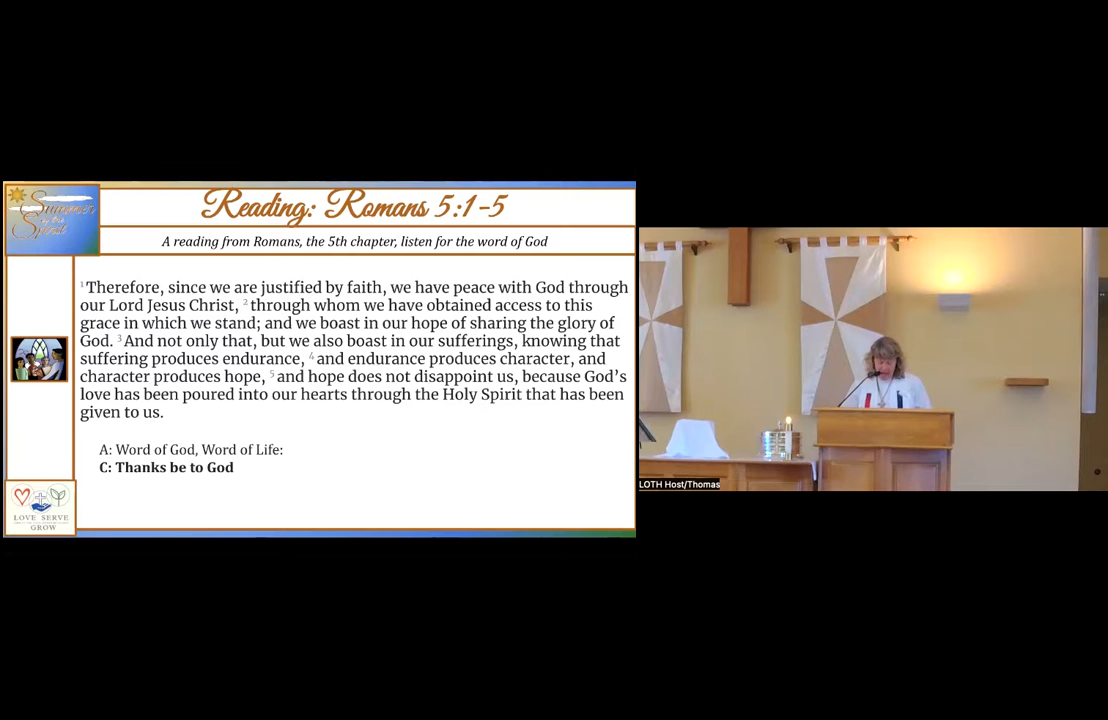 Summer
of the
Spirit
Reading: Romans 5:1-5
A reading from Romans, the 5th chapter, listen for the word of God
1 Therefore, since we are justified by faith, we have peace with God through
our Lord Jesus Christ, 2 through whom we have obtained access to this
grace in which we stand; and we boast in our hope of sharing the glory of
God. 3 And not only that, but we also boast in our sufferings, knowing that
suffering produces endurance, 4 and endurance produces character, and
character produces hope, 5 and hope does not disappoint us, because God’s
love has been poured into our hearts through the Holy Spirit that has been
given to us.
A: Word of God, Word of Life:
C: Thanks be to God
LOVE SERVE
GROW
LOTH Host/Thomas